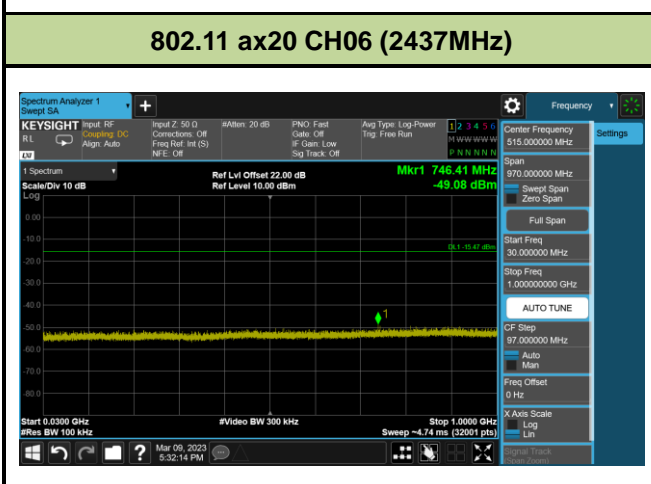 802.11 ax20 CH06 (2437MHz)
Spectrum Analyzer 1
Swept SA
Frequency
KEYSIGHT
R L
LXI
Input: RF
Coupling: DC
Align: Auto
Input Z: 50 Ω
Corrections: Off
Freq Ref: Int (S)
NFE: Off
#Atten: 20 dB
PNO: Fast
Gate: Off
IF Gain: Low
Sig Track: Off
Avg Type: Log-Power
Trig: Free Run
1 2 3 4 5 6
M W W W W W
P N N N N N
1 Spectrum
Scale/Div 10 dB
Log
Ref Lvl Offset 22.00 dB
Ref Level 10.00 dBm
Mkr1 746.41 MHz
-49.08 dBm
DL1 -15.47 dBm
1
0.00
-10.0
-20.0
-30.0
-40.0
-50.0
-60.0
-70.0
-80.0
Start 0.0300 GHz
#Res BW 100 kHz
#Video BW 300 kHz
Stop 1.0000 GHz
Sweep ~4.74 ms (32001 pts)
Mar 09, 2023
5:32:14 PM
Center Frequency
515.000000 MHz
Settings
Span
970.000000 MHz
Swept Span
Zero Span
Full Span
Start Freq
30.000000 MHz
Stop Freq
1.000000000 GHz
AUTO TUNE
CF Step
97.000000 MHz
Auto
Man
Freq Offset
0 Hz
X Axis Scale
Log
Lin
Signal Track
(Span Zoom)